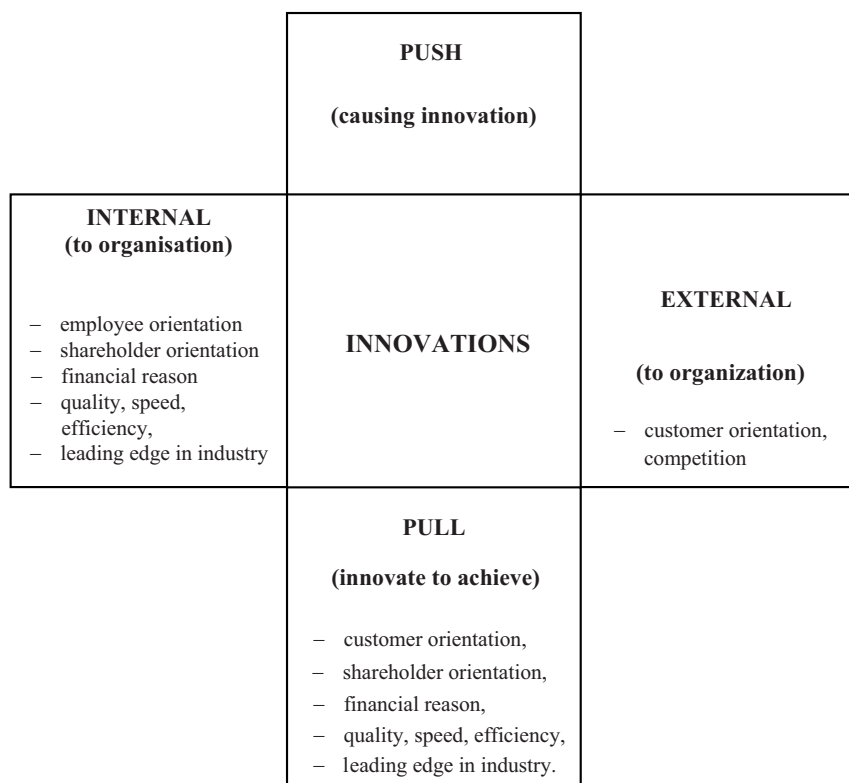 PUSH
(causing innovation)
INTERNAL
(to organisation)
– employee orientation
– shareholder orientation
– financial reason
– quality, speed,
efficiency,
– leading edge in industry
INNOVATIONS
EXTERNAL
(to organization)
– customer orientation,
competition
PULL
(innovate to achieve)
– customer orientation,
– shareholder orientation,
– financial reason,
– quality, speed, efficiency,
– leading edge in industry.